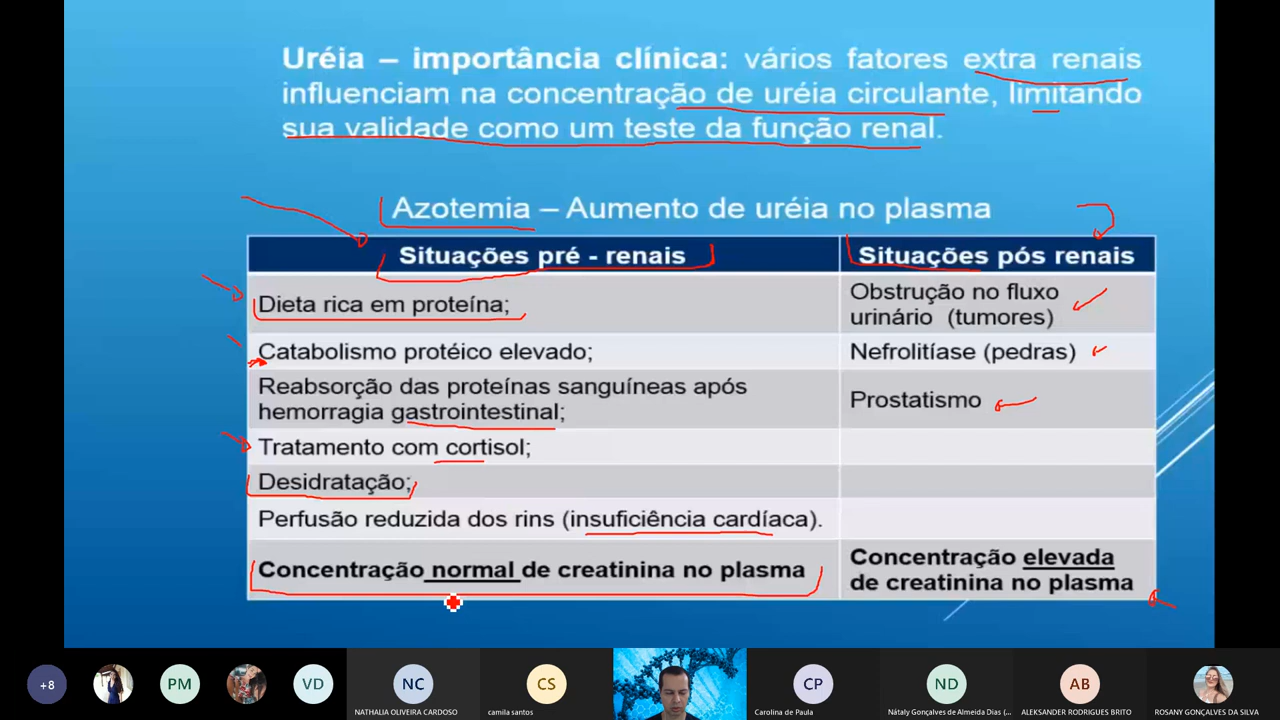 Uréia – importância clínica: vários fatores extra renais
influenciam na concentração de uréia circulante, limitando
sua validade como um teste da função renal.
Azotemia – Aumento de uréia no plasma
Situações pré - renais
Situações pós renais
Dieta rica em proteína;
Obstrução no fluxo
urinário (tumores)
Catabolismo protéico elevado;
Nefrolitíase (pedras)
Reabsorção das proteínas sanguíneas após
hemorragia gastrointestinal;
Prostatismo
Tratamento com cortisol;
Desidratação;
Perfusão reduzida dos rins (insuficiência cardíaca).
Concentração normal de creatinina no plasma
Concentração elevada
de creatinina no plasma
+8
PM
VD
NC
CS
CP
ND
AB
NATHALIA OLIVEIRA CARDOSO
camila santos
Carolina de Paula
Nátaly Gonçalves de Almeida Dias (...
ALEKSANDER RODRIGUES BRITO
ROSANY GONÇALVES DA SILVA